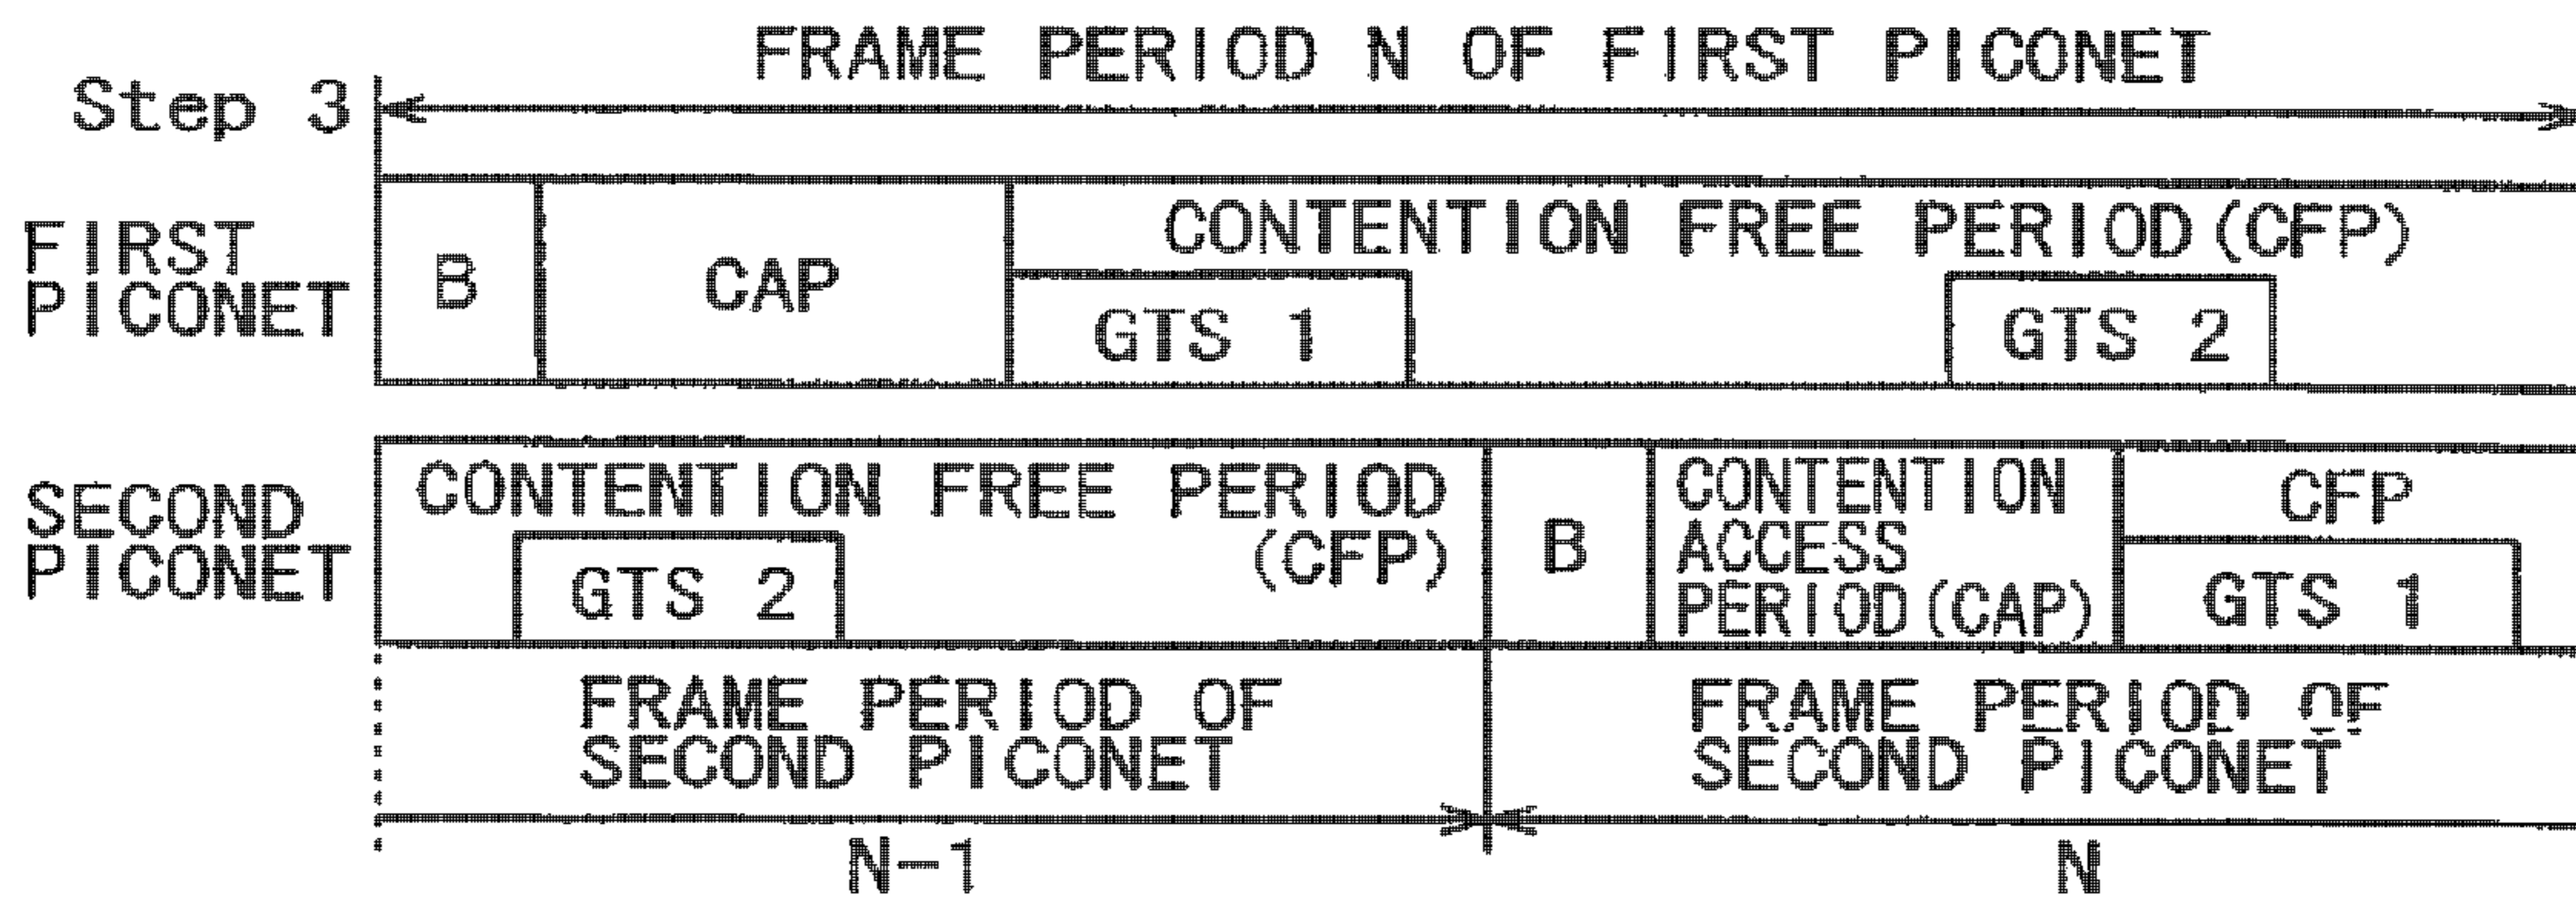 FRAME PERIOD N OF FIRST PICONET
Step 3
FIRST
PICONET
B
CAP
CONTENTION FREE PERIOD(CFP)
GTS 1
GTS 2
SECOND
PICONET
CONTENTION FREE PERIOD
(CFP)
GTS 2
B
CONTENTION
ACCESS
PERIOD(CAP)
CFP
GTS 1
FRAME PERIOD OF
SECOND PICONET
N-1
FRAME PERIOD OF
SECOND PICONET
N